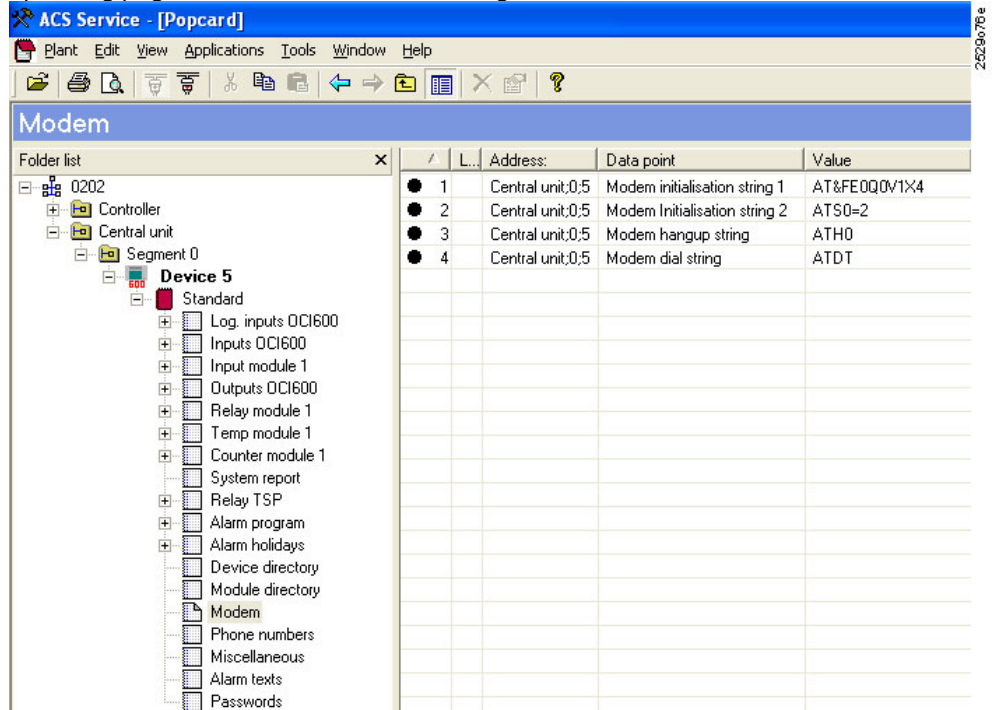 ACS Service - [Popcard]
Plant Edit View Applications Tools Window Help
Modem
Folder list
L... Address: Data point Value
0202
Controller
Central unit
Segment 0
600 Device 5
Standard
Log. inputs OCI600
Inputs OCI600
Input module 1
Outputs OCI600
Relay module 1
Temp module 1
Counter module 1
System report
Relay TSP
Alarm program
Alarm holidays
Device directory
Module directory
Modem
Phone numbers
Miscellaneous
Alarm texts
Passwords
1 Central unit;0;5 Modem initialisation string 1 AT&FE0Q0V1X4
2 Central unit;0;5 Modem Initialisation string 2 ATS0=2
3 Central unit;0;5 Modem hangup string ATH0
4 Central unit;0;5 Modem dial string ATDT
2529o76e